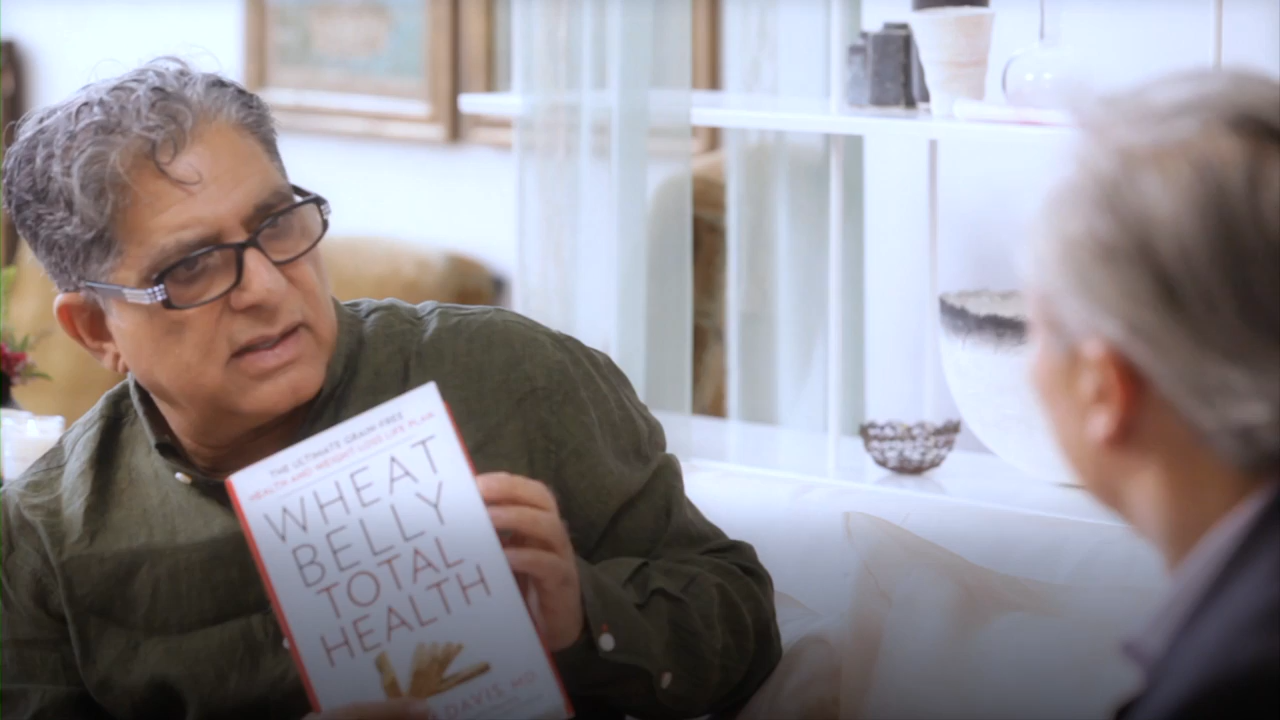 THE ULTIMATE GRAIN-FREE
HEALTH AND WEIGHT-LOSS LIFE PLAN
WHEAT
BELLY
TOTAL
HEALTH
DAVIS, MD